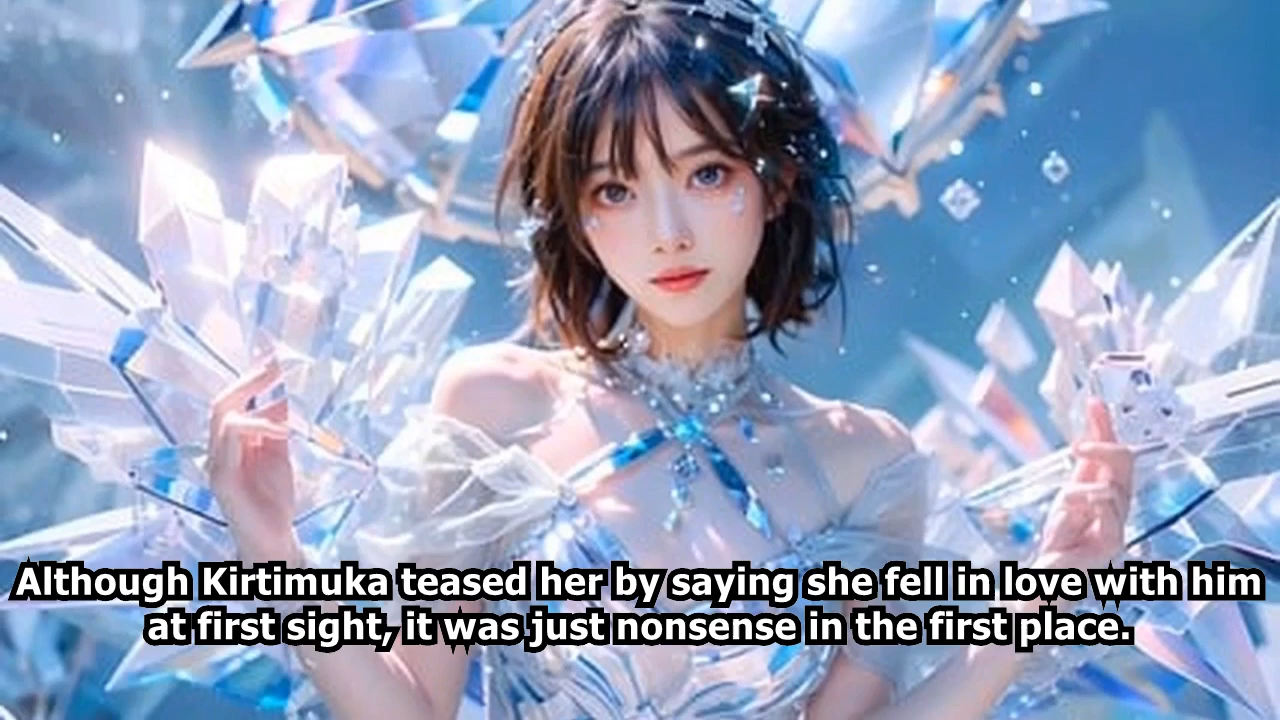 Although Kirtimuka teased her by saying she fell in love with him
at first sight, it was just nonsense in the first place.